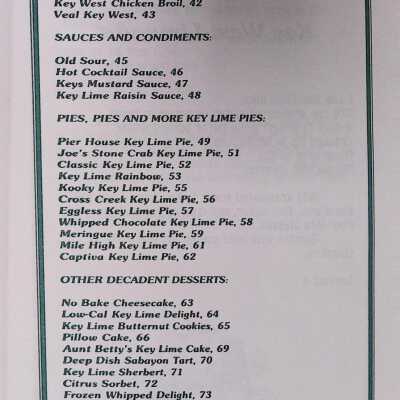 Key West Chicken Broil, 42
Veal Key West, 43
SAUCES AND CONDIMENTS:
Old Sour, 45
Hot Cocktail Sauce, 46
Keys Mustard Sauce, 47
Key Lime Raisin Sauce, 48
PIES, PIES AND MORE KEY LIME PIES:
Pier House Key Lime Pie, 49
Joe's Stone Crab Key Lime Pie, 51
Classic Key Lime Pie, 52
Key Lime Rainbow, 53
Kooky Key Lime Pie, 55
Cross Creek Key Lime Pie, 56
Eggless Key Lime Pie, 57
Whipped Chocolate Key Lime Pie, 58
Meringue Key Lime Pie, 59
Mile High Key Lime Pie, 61
Captiva Key Lime Pie, 62
OTHER DECADENT DESSERTS:
No Bake Cheesecake, 63
Low-Cal Key Lime Delight, 64
Key Lime Butternut Cookies, 65
Pillow Cake, 66
Aunt Betty's Key Lime Cake, 69
Deep Dish Sabayon Tart, 70
Key Lime Sherbert, 71
Citrus Sorbet, 72
Frozen Whipped Delight, 73